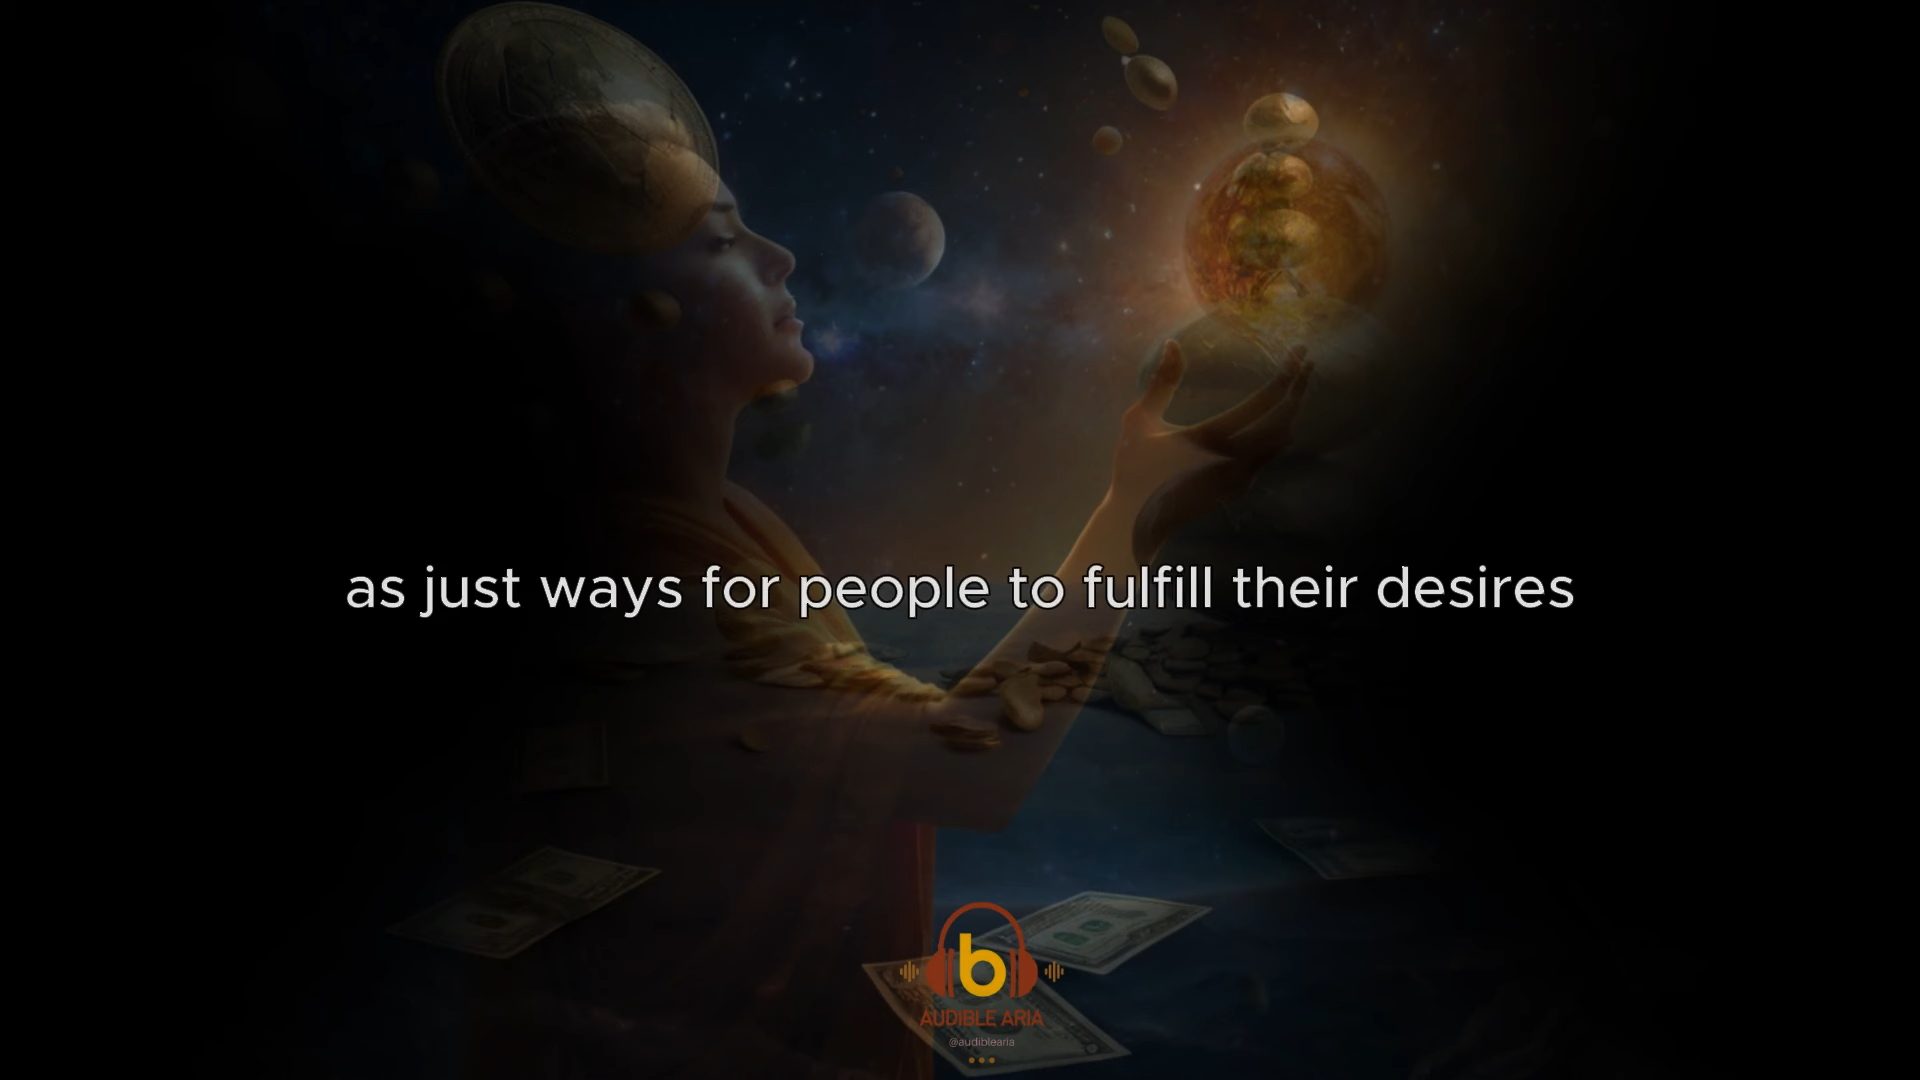 as just ways for people to fulfill their desires
b
AUDIBLE ARIA
@audiblearia